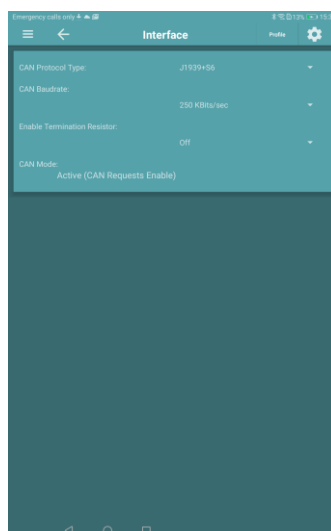 Emergency calls only
13%
Interface
Profile
CAN Protocol Type:
J1939+S6
CAN Baudrate:
250 KBits/sec
Enable Termination Resistor:
Off
CAN Mode:
Active (CAN Requests Enable)